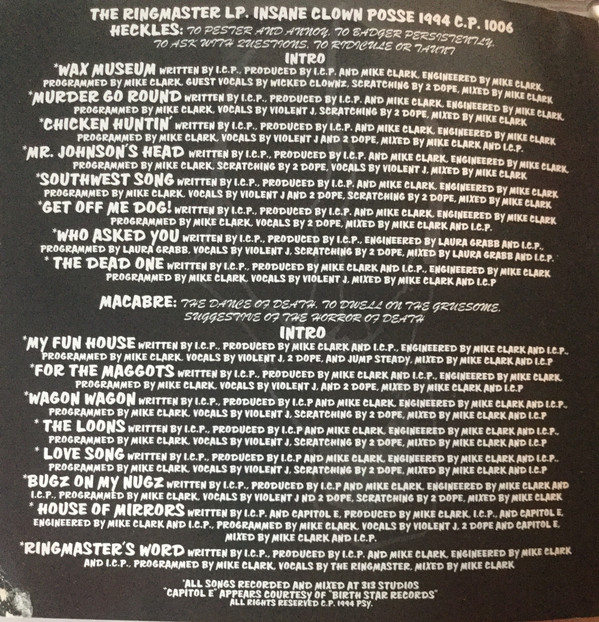 THE RINGMASTER LP. INSANE CLOWN POSSE 1994 C.P. 1006
HECKLES: TO PESTER AND ANNOY. TO BADGER PERSISTENTLY.
TO ASK WITH QUESTIONS. TO RIDICULE OR TAUNT
INTRO
*WAX MUSEUM WRITTEN BY I.C.P., PRODUCED BY I.C.P. AND MIKE CLARK. ENGINEERED BY MIKE CLARK.
PROGRAMMED BY MIKE CLARK. GUEST VOCALS BY WICKED CLOWNZ. SCRATCHING BY 2 DOPE, MIXED BY MIKE CLARK
*MURDER GO ROUND WRITTEN BY I.C.P., PRODUCED BY I.C.P. AND MIKE CLARK. ENGINEERED BY MIKE CLARK.
PROGRAMMED BY MIKE CLARK. VOCALS BY VIOLENT J. SCRATCHING BY 2 DOPE, MIXED BY MIKE CLARK
*CHICKEN HUNTIN' WRITTEN BY I.C.P., PRODUCED BY I.C.P. AND MIKE CLARK. ENGINEERED BY MIKE CLARK
PROGRAMMED BY MIKE CLARK. VOCALS BY VIOLENT J AND 2 DOPE, MIXED BY MIKE CLARK AND I.C.P.
*MR. JOHNSON'S HEAD WRITTEN BY I.C.P., PRODUCED BY I.C.P. AND MIKE CLARK. ENGINEERED BY MIKE CLARK.
PROGRAMMED BY MIKE CLARK, SCRATCHING BY 2 DOPE, VOCALS BY VIOLENT J. MIXED BY MIKE CLARK
*SOUTHWEST SONG WRITTEN BY I.C.P., PRODUCED BY I.C.P. AND MIKE CLARK. ENGINEERED BY MIKE CLARK
PROGRAMMED BY MIKE CLARK. VOCALS BY VIOLENT J AND 2 DOPE, SCRATCHING BY 2 DOPE, MIXED BY MIKE CLARK
*GET OFF ME DOG! WRITTEN BY I.C.P., PRODUCED BY I.C.P. AND MIKE CLARK. ENGINEERED BY MIKE CLARK
PROGRAMMED BY MIKE CLARK. VOCALS BY 2 DOPE, MIXED BY MIKE CLARK AND I.C.P.
*WHO ASKED YOU WRITTEN BY I.C.P., PRODUCED BY I.C.P., ENGINEERED BY LAURA GRABB AND I.C.P.,
PROGRAMMED BY LAURA GRABB, VOCALS BY VIOLENT J, SCRATCHING BY 2 DOPE, MIXED BY LAURA GRABB AND I.C.P.
* THE DEAD ONE WRITTEN BY I.C.P., PRODUCED BY MIKE CLARK AND I.C.P., ENGINEERED BY MIKE CLARK
PROGRAMMED BY MIKE CLARK. VOCALS BY VIOLENT J. MIXED BY MIKE CLARK AND I.C.P
MACABRE: THE DANCE OF DEATH. TO DWELL ON THE GRUESOME.
SUGGESTIVE OF THE HORROR OF DEATH
INTRO
*MY FUN HOUSE WRITTEN BY I.C.P., PRODUCED BY MIKE CLARK AND I.C.P., ENGINEERED BY MIKE CLARK AND I.C.P.,
PROGRAMMED BY MIKE CLARK. VOCALS BY VIOLENT J, 2 DOPE, AND JUMP STEADY, MIXED BY MIKE CLARK AND I.C.P
*FOR THE MAGGOTS WRITTEN BY I.C.P., PRODUCED BY MIKE CLARK AND I.C.P., ENGINEERED BY MIKE CLARK.
PROGRAMMED BY MIKE CLARK. VOCALS BY VIOLENT J. AND 2 DOPE, MIXED BY MIKE CLARK AND I.C.P
*WAGON WAGON WRITTEN BY I.C.P., PRODUCED BY I.C.P AND MIKE CLARK, ENGINEERED BY MIKE CLARK AND I.C.P.,
PROGRAMMED BY MIKE CLARK. VOCALS BY VIOLENT J, SCRATCHING BY 2 DOPE, MIXED BY MIKE CLARK AND I.C.P
* THE LOONS WRITTEN BY I.C.P., PRODUCED BY I.C.P AND MIKE CLARK, ENGINEERED BY MIKE CLARK AND I.C.P.,
PROGRAMMED BY MIKE CLARK. VOCALS BY VIOLENT J, SCRATCHING BY 2 DOPE, MIXED BY MIKE CLARK AND I.C.P
* LOVE SONG WRITTEN BY I.C.P., PRODUCED BY I.C.P AND MIKE CLARK, ENGINEERED BY MIKE CLARK AND I.C.P.,
PROGRAMMED BY MIKE CLARK. VOCALS BY VIOLENT J, SCRATCHING BY 2 DOPE, MIXED BY MIKE CLARK AND I.C.P
*BUGZ ON MY NUGZ WRITTEN BY I.C.P., PRODUCED BY I.C.P. AND MIKE CLARK, ENGINEERED BY MIKE CLARK AND
I.C.P., PROGRAMMED BY MIKE CLARK, VOCALS BY VIOLENT J ND 2 DOPE, SCRATCHING BY 2 DOPE, MIXED BY MIKE CLARK
* HOUSE OF MIRRORS WRITTEN BY I.C.P. AND CAPITOL E, PRODUCED BY MIKE CLARK, I.C.P., AND CAPITOL E,
ENGINEERED BY MIKE CLARK AND I.C.P., PROGRAMMED BY MIKE CLARK, VOCALS BY VIOLENT J. 2 DOPE AND CAPITOL E,
MIXED BY MIKE CLARK AND I.C.P.
*RINGMASTER'S WORD WRITTEN BY I.C.P., PRODUCED BY I.C.P. AND MIKE CLARK, ENGINEERED BY MIKE CLARK
AND I.C.P., PROGRAMMED BY MIKE CLARK, VOCALS BY THE RINGMASTER, MIXED BY MIKE CLARK
*ALL SONGS RECORDED AND MIXED AT 313 STUDIOS
"CAPITOL E" APPEARS COURTESY OF "BIRTH STAR RECORDS"
ALL RIGHTS RESERVED C.P. 1994 PSY.